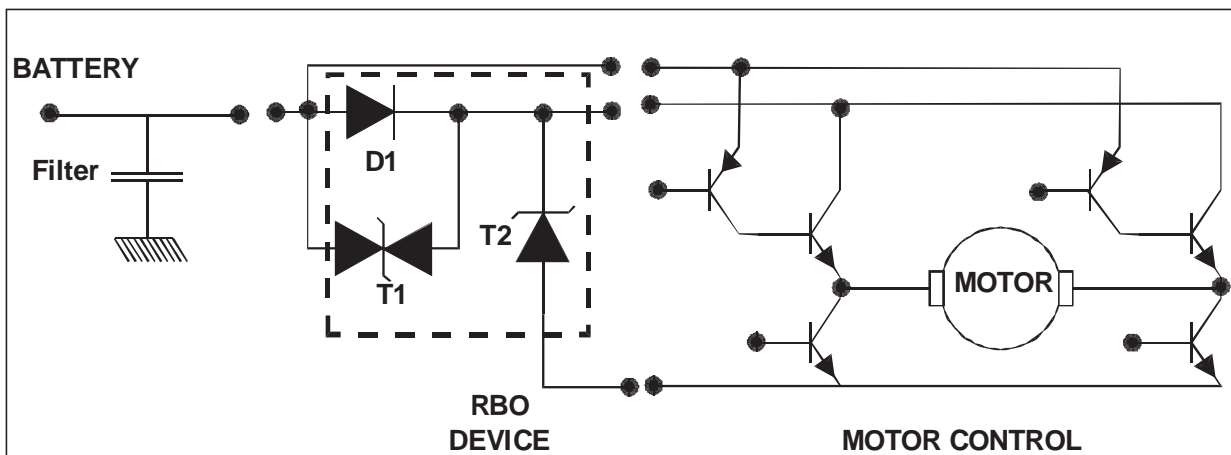 BATTERY
Filter
D1
T2
T1
MOTOR
RBO
DEVICE
MOTOR CONTROL